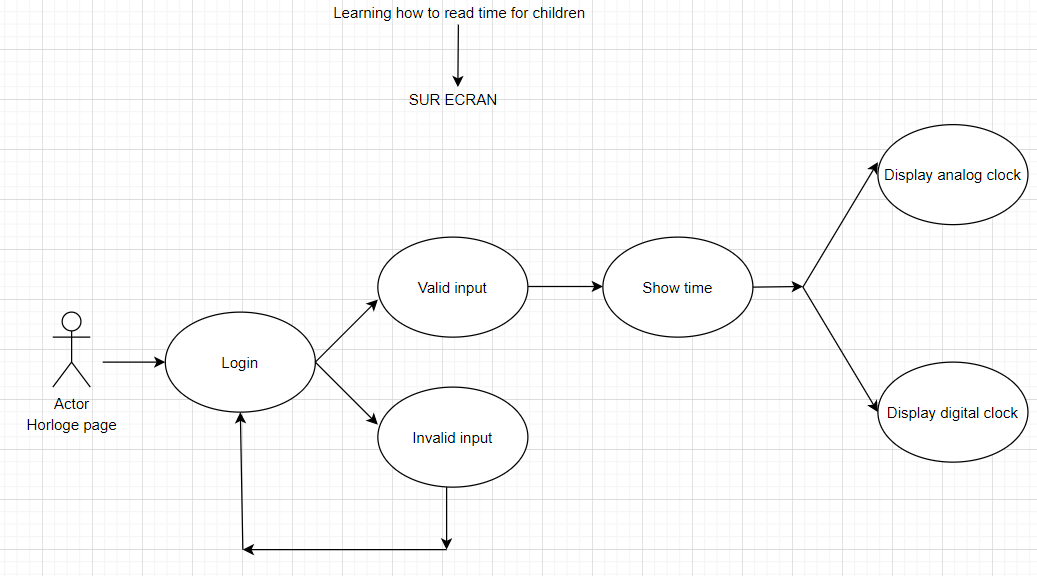 Learning how to read time for children
SUR ECRAN
Display analog clock
Valid input
Show time
Login
Actor
Horloge page
Invalid input
Display digital clock